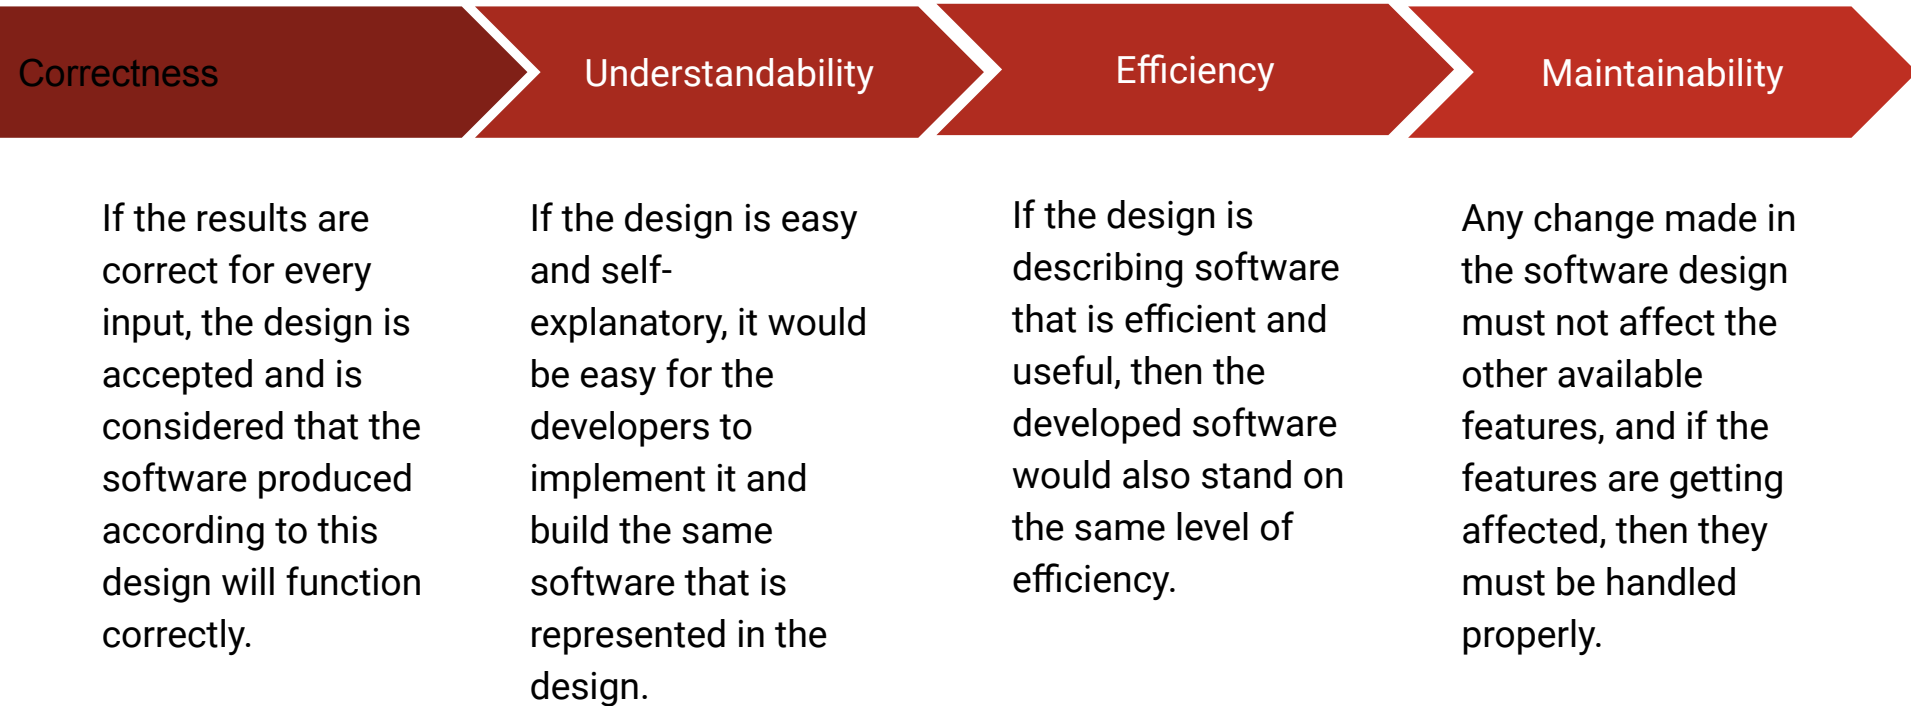 Correctness
Understandability
Efficiency
Maintainability
If the results are
correct for every
input, the design is
accepted and is
considered that the
software produced
according to this
design will function
correctly.
If the design is easy
and self-
explanatory, it would
be easy for the
developers to
implement it and
build the same
software that is
represented in the
design.
If the design is
describing software
that is efficient and
useful, then the
developed software
would also stand on
the same level of
efficiency.
Any change made in
the software design
must not affect the
other available
features, and if the
features are getting
affected, then they
must be handled
properly.